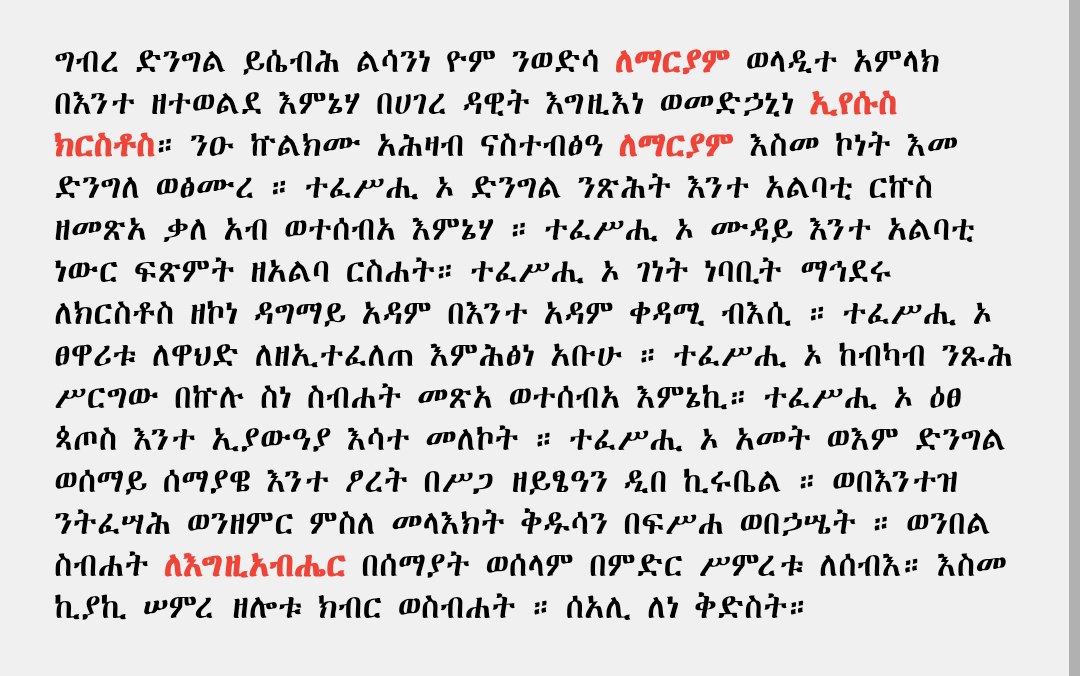 ግብረ ድንግል ይሴብሕ ልሳንነ ዮም ንወድሳ ለማርያም ወላዲተ አምላክ
በእንተ ዘተወልደ እምኔሃ በሀገረ ዳዊት እግዚእነ ወመድኃኒነ ኢየሱስ
ክርስቶስ። ንዑ ኵልክሙ አሕዛብ ናስተብፅዓ ለማርያም እስመ ኮነት እመ
ድንግለ ወፅሙረ ። ተፈሥሒ ኦ ድንግል ንጽሕት እንተ አልባቲ ርኵስ
ዘመጽአ ቃለ አብ ወተሰብአ እምኔሃ ። ተፈሥሒ ኦ ሙዳይ እንተ አልባቲ
ነውር ፍጽምት ዘአልባ ርስሐት። ተፈሥሒ ኦ ገነት ነባቢት ማኅደሩ
ለክርስቶስ ዘኮነ ዳግማይ አዳም በእንተ አዳም ቀዳሚ ብእሲ ። ተፈሥሒ ኦ
ፀዋሪቱ ለዋህድ ለዘኢተፈለጠ እምሕፅነ አቡሁ ። ተፈሥሒ ኦ ከብካብ ንጹሕ
ሥርግው በኵሉ ስነ ስብሐት መጽአ ወተሰብአ እምኔኪ። ተፈሥሒ ኦ ዕፀ
ጳጦስ እንተ ኢያውዓያ እሳተ መለኮት ። ተፈሥሒ ኦ አመት ወእም ድንግል
ወሰማይ ሰማያዌ እንተ ፆረት በሥጋ ዘይፄዓን ዲበ ኪሩቤል ። ወበእንተዝ
ንትፈሣሕ ወንዘምር ምስለ መላእክት ቅዱሳን በፍሥሐ ወበኃሤት ። ወንበል
ስብሐት ለእግዚአብሔር በሰማያት ወሰላም በምድር ሥምረቱ ለሰብእ። እስመ
ኪያኪ ሠምረ ዘሎቱ ክብር ወስብሐት ። ሰአሊ ለነ ቅድስት።